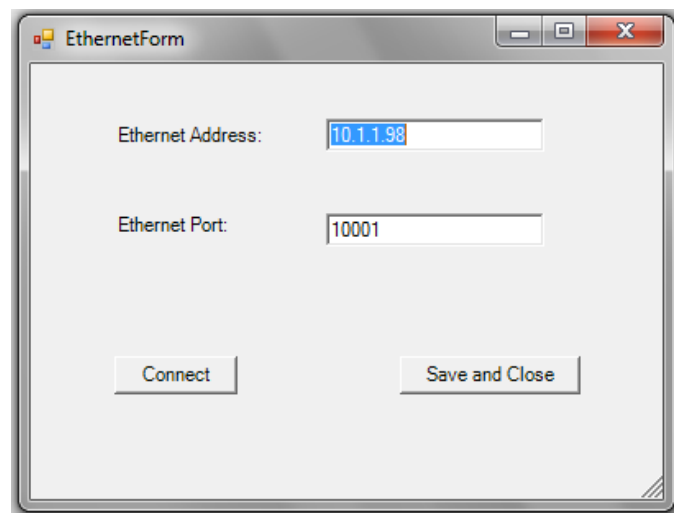 EthernetForm
Ethernet Address: 10.1.1.98
Ethernet Port: 10001
Connect Save and Close